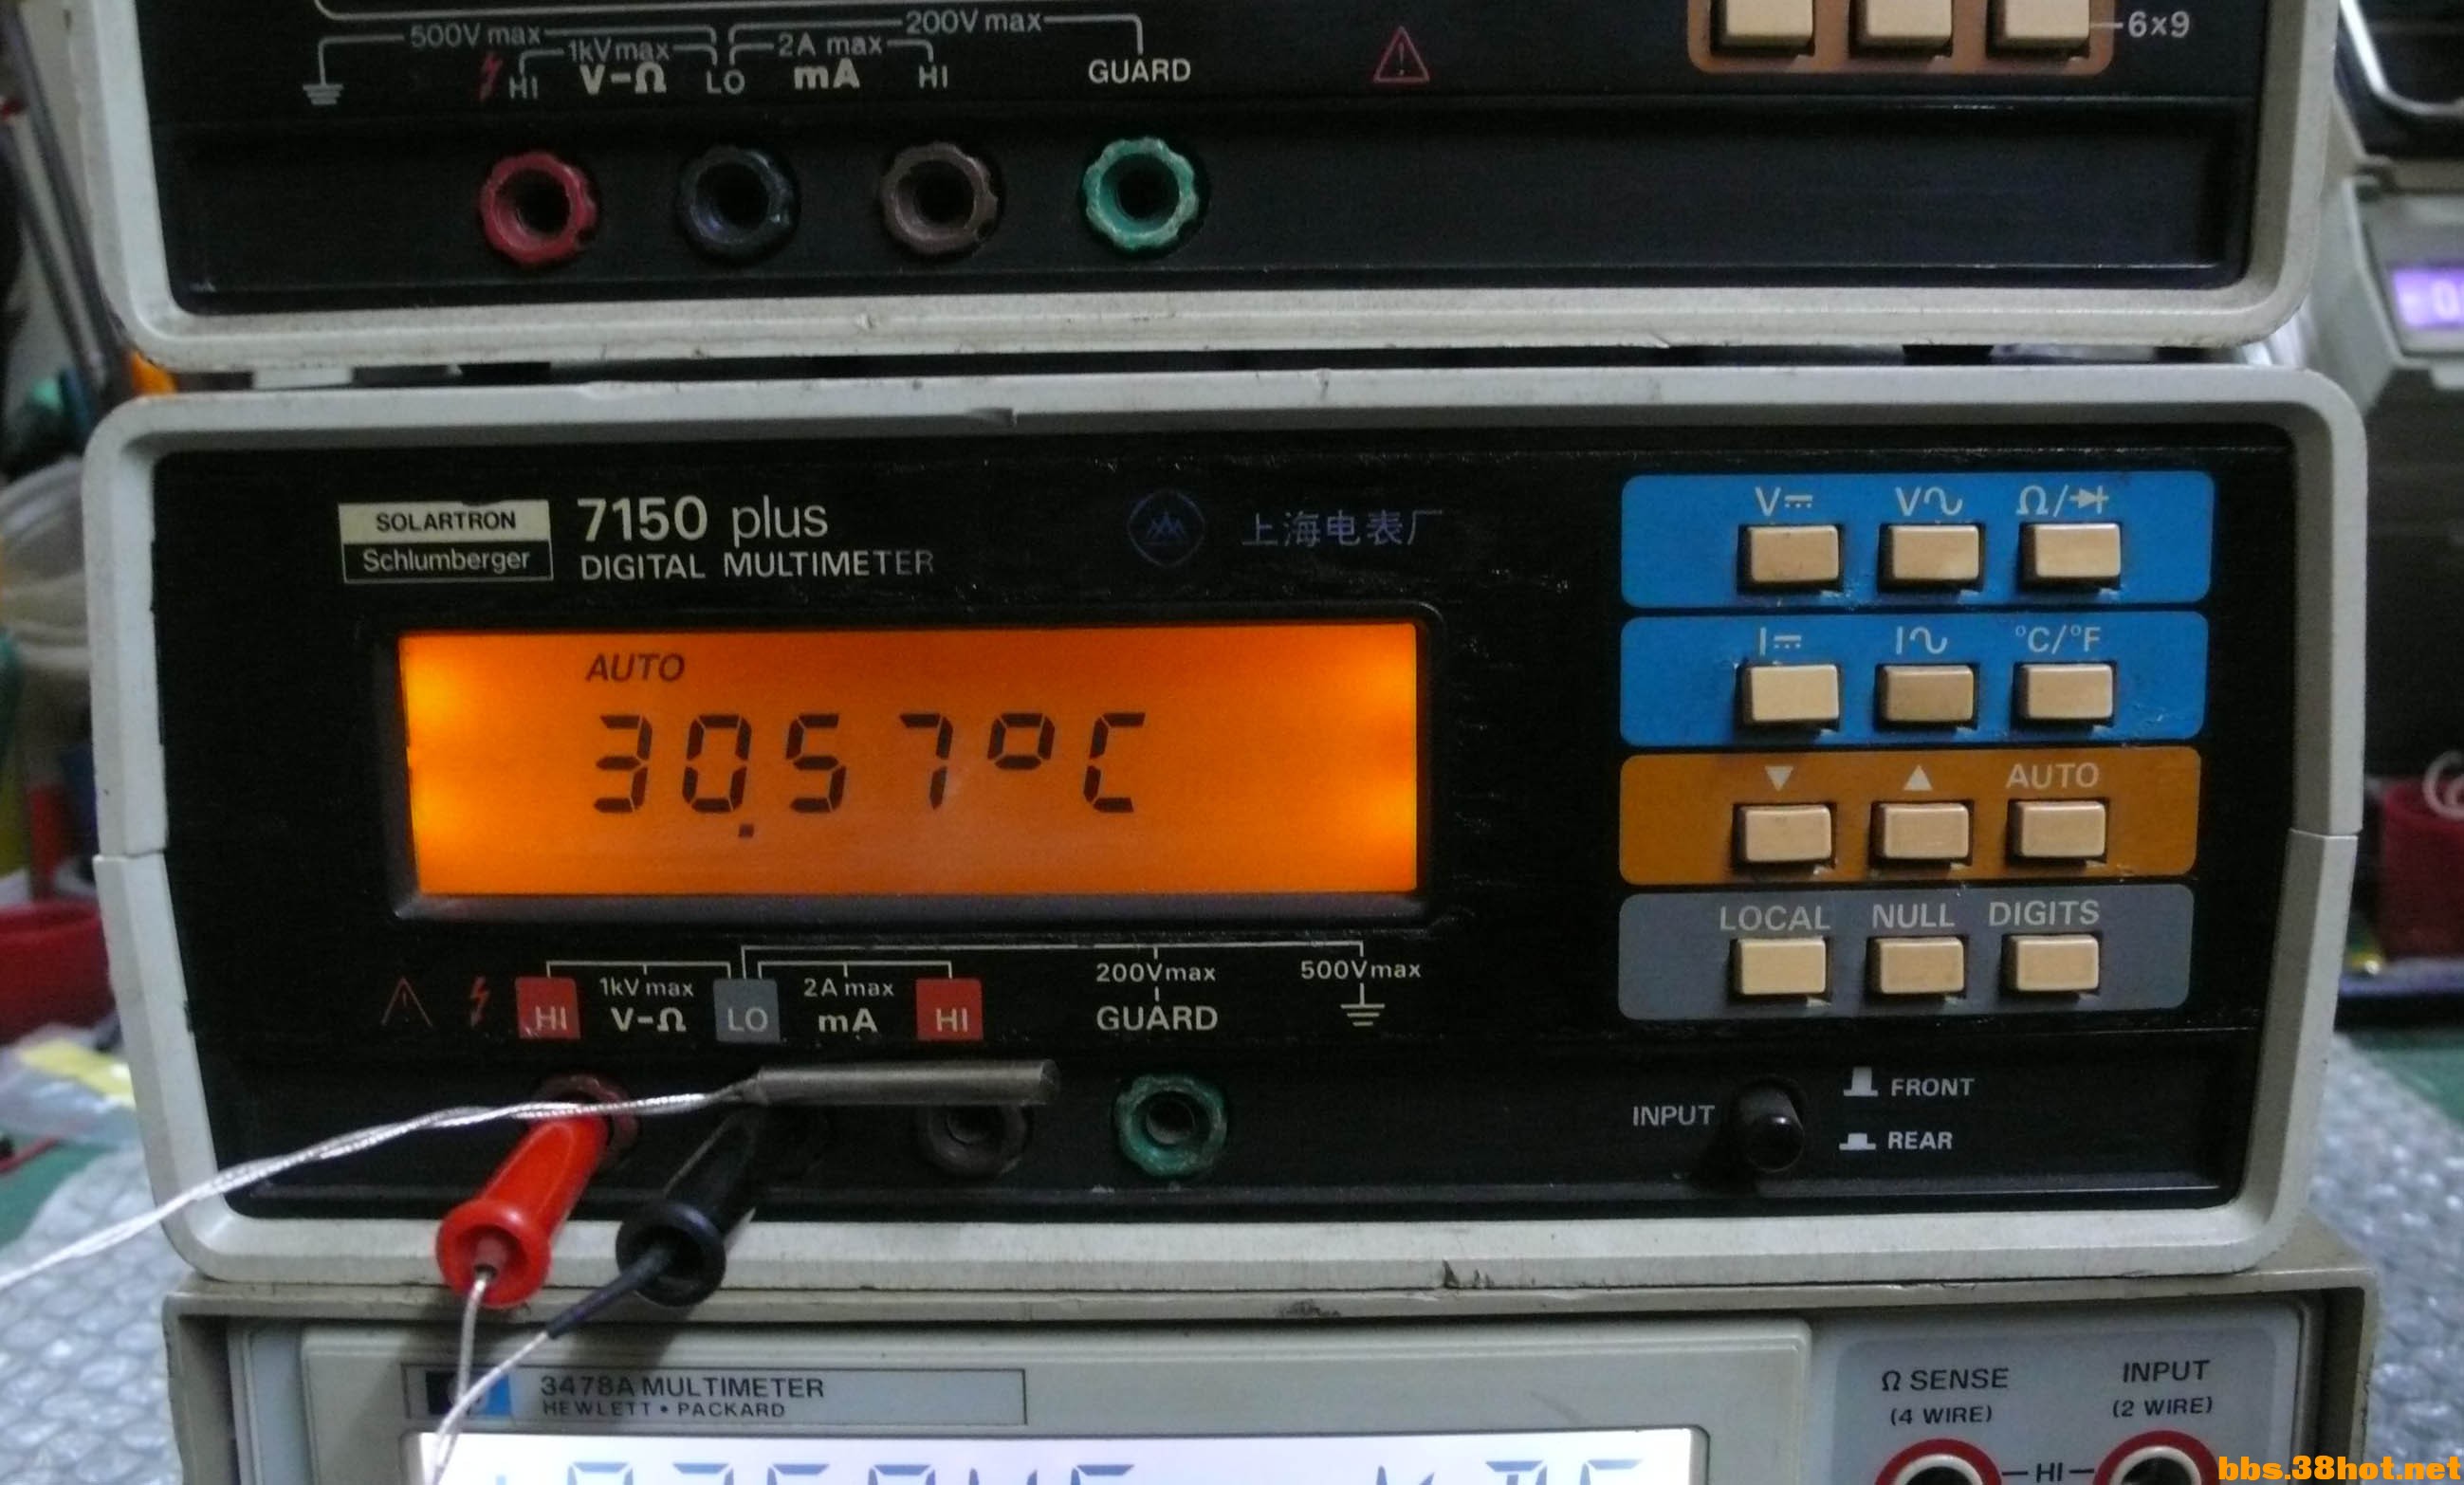 200V max
500V max
1kV max
2A max
HI
V-Ω
LO
mA
HI
GUARD
6x9
SOLARTRON
Schlumberger
7150 plus
DIGITAL MULTIMETER
上海电表厂
AUTO
30.57°C
V⎓
V∿
Ω/
I⎓
I∿
°C/°F
▼
▲
AUTO
LOCAL
NULL
DIGITS
1kV max
2A max
200Vmax
500Vmax
HI
V-Ω
LO
mA
HI
GUARD
INPUT
FRONT
REAR
3478A MULTIMETER
HEWLETT • PACKARD
Ω SENSE
(4 WIRE)
INPUT
(2 WIRE)
HI
bbs.38hot.net